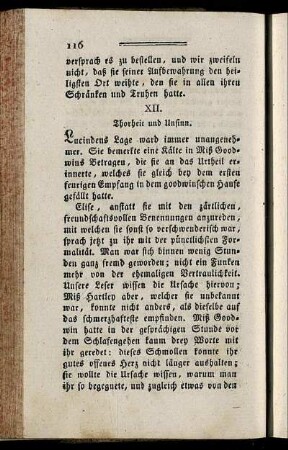 116
versprach es zu bestellen, und wir zweifeln
nicht, daß sie seiner Aufbewahrung den hei-
ligsten Ort weihte, den sie in allen ihren
Schränken und Truhen hatte.
XII.
Thorheit und Unsinn.
Lucindens Lage ward immer unangeneh-
mer. Sie bemerkte eine Kälte in Miß Good-
wins Betragen, die sie an das Urtheil er-
innerte, welches sie gleich bey dem ersten
feurigen Empfang in dem goodwinschen Hause
gefällt hatte.
Elise, anstatt sie mit den zärtlichen,
freundschaftsvollen Benennungen anzureden,
mit welchen sie sonst so verschwenderisch war,
sprach jetzt zu ihr mit der pünctlichsten For-
malität. Man war sich binnen wenig Stun-
den ganz fremd geworden; nicht ein Funken
mehr von der ehemaligen Vertraulichkeit.
Unsere Leser wissen die Ursache hiervon;
Miß Hartley aber, welcher sie unbekannt
war, konnte nicht anders, als dieselbe auf
das schmerzhafteste empfinden. Miß Good-
win hatte in der gesprächigen Stunde vor
dem Schlafengehen kaum drey Worte mit
ihr geredet: dieses Schmollen konnte ihr
gutes offenes Herz nicht länger aushalten;
sie wollte die Ursache wissen, warum man
ihr so begegnete, und zugleich etwas von den